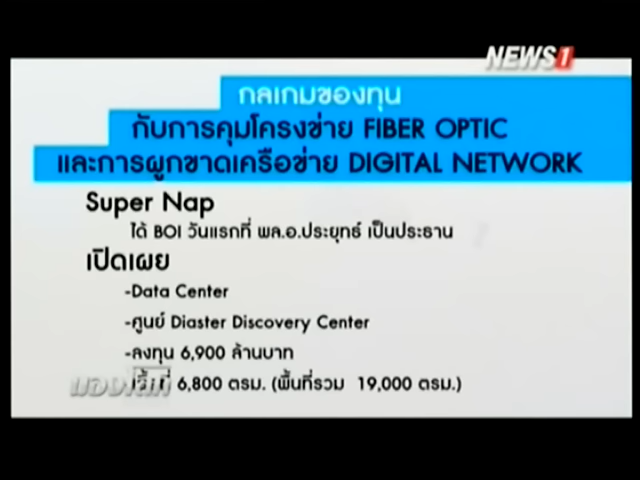 NEWS1
กลเกมของทุน
กับการคุมโครงข่าย FIBER OPTIC
และการผูกขาดเครือข่าย DIGITAL NETWORK
Super Nap
ได้ BOI วันแรกที่ พล.อ.ประยุทธ์ เป็นประธาน
เปิดเผย
-Data Center
-ศูนย์ Diaster Discovery Center
-ลงทุน 6,900 ล้านบาท
6,800 ตรม. (พื้นที่รวม 19,000 ตรม.)